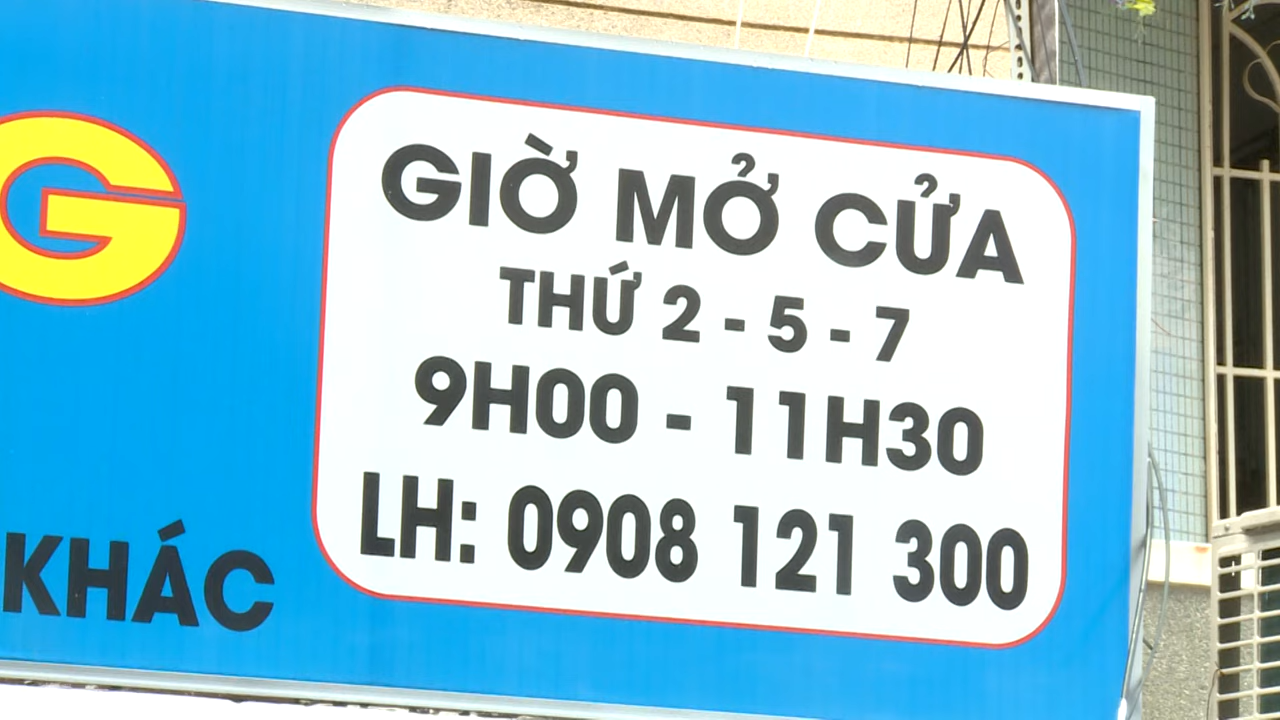 G
GIỜ MỞ CỬA
THỨ 2 - 5 - 7
9H00 - 11H30
LH: 0908 121 300
KHÁC